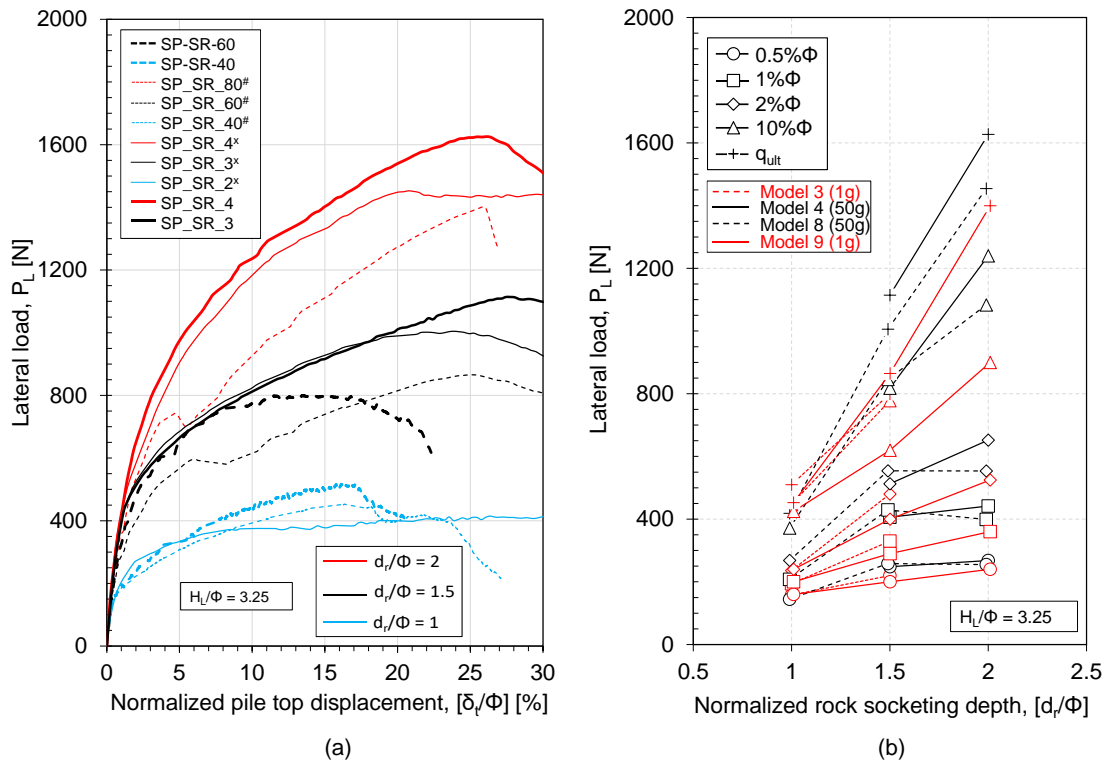 2000
1600
1200
800
400
0
Lateral load, P_L [N]
SP-SR-60
SP-SR-40
SP_SR_80#
SP_SR_60#
SP_SR_40#
SP_SR_4x
SP_SR_3x
SP_SR_2x
SP_SR_4
SP_SR_3
d_r/Φ = 2
d_r/Φ = 1.5
d_r/Φ = 1
H_L/Φ = 3.25
0 5 10 15 20 25 30
Normalized pile top displacement, [δ_t/Φ] [%]
(a)
2000
1600
1200
800
400
0
Lateral load, P_L [N]
0.5%Φ
1%Φ
2%Φ
10%Φ
q_ult
Model 3 (1g)
Model 4 (50g)
Model 8 (50g)
Model 9 (1g)
H_L/Φ = 3.25
0.5 1 1.5 2 2.5
Normalized rock socketing depth, [d_r/Φ]
(b)